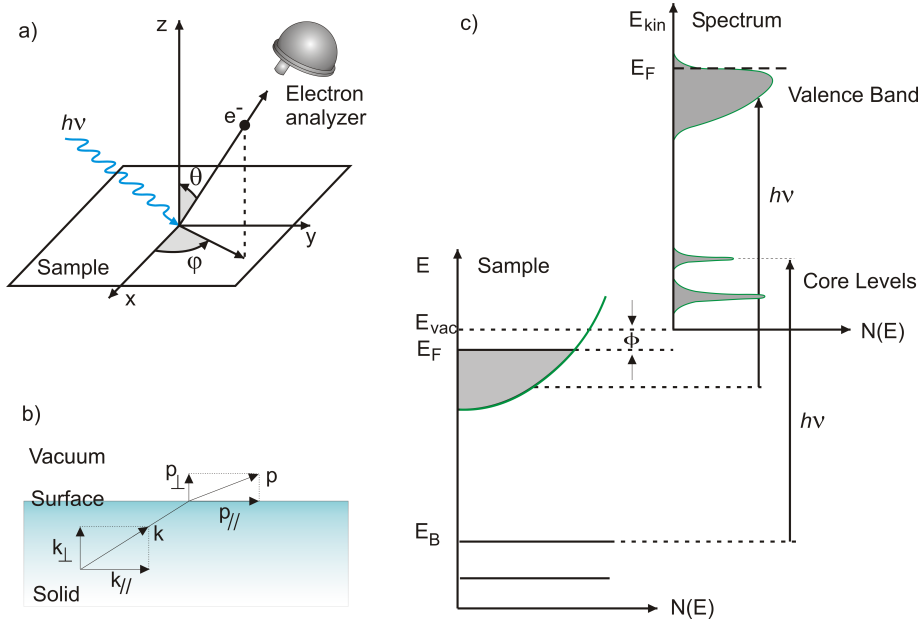 a)
z
hν
e-
Electron
analyzer
θ
y
φ
Sample
x
b)
Vacuum
p⊥
p
Surface
p//
k
k⊥
k//
Solid
c)
Ekin
Spectrum
EF
Valence Band
hν
Core Levels
N(E)
E
Sample
Evac
ϕ
EF
hν
EB
N(E)